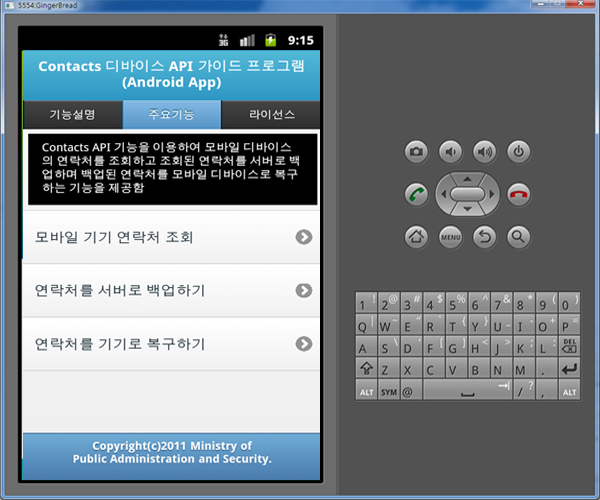 5554:GingerBread
3G 9:15
Contacts 디바이스 API 가이드 프로그램
(Android App)
기능설명 주요기능 라이선스
Contacts API 기능을 이용하여 모바일 디바이스
의 연락처를 조회하고 조회된 연락처를 서버로 백
업하며 백업된 연락처를 모바일 디바이스로 복구
하는 기능을 제공함
모바일 기기 연락처 조회
연락처를 서버로 백업하기
연락처를 기기로 복구하기
Copyright(c)2011 Ministry of
Public Administration and Security.
MENU
1 ! 2 @ 3 # 4 $ 5 % 6 ^ 7 & 8 * 9 ( 0 )
Q | W ~ E " R ` T { Y } U _ I - O + P =
A S \ D ' F [ G ] H < J > K ; L : DEL
Z X C V B N M .
ALT SYM @ / ? , ALT